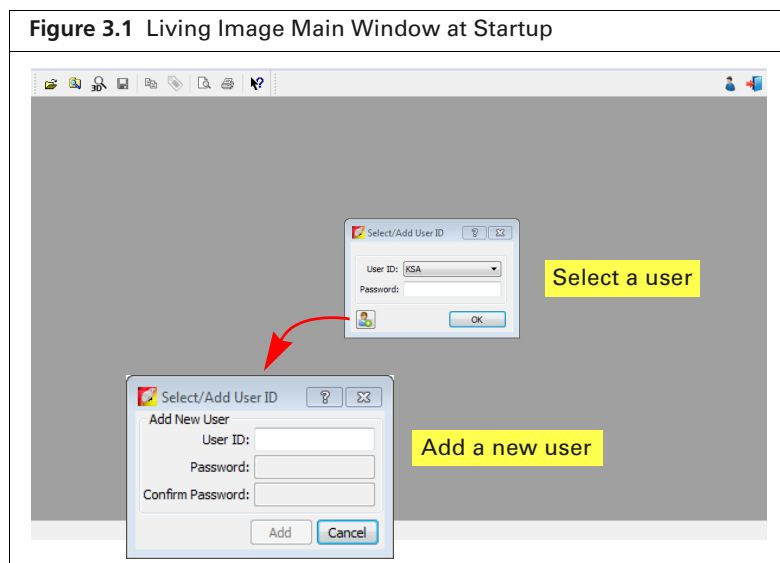 Figure 3.1 Living Image Main Window at Startup
3D
Select/Add User ID
User ID: KSA
Password:
OK
Select a user
Select/Add User ID
Add New User
User ID:
Password:
Confirm Password:
Add Cancel
Add a new user